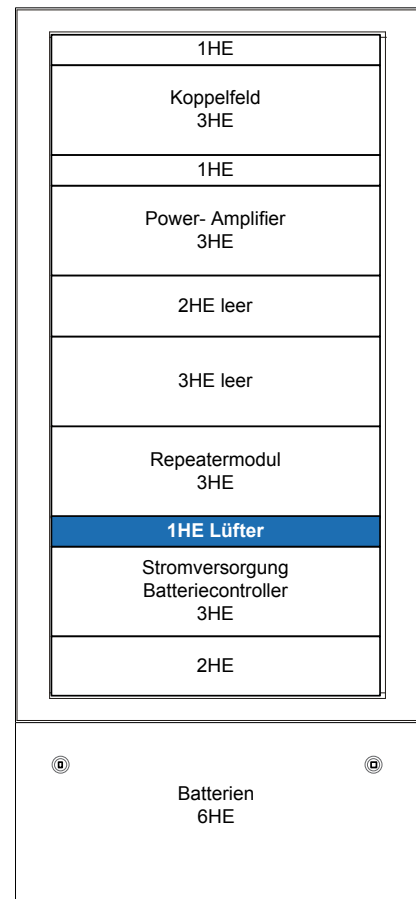 1HE
Koppelfeld
3HE
1HE
Power- Amplifier
3HE
2HE leer
3HE leer
Repeatermodul
3HE
1HE Lüfter
Stromversorgung
Batteriecontroller
3HE
2HE
Batterien
6HE